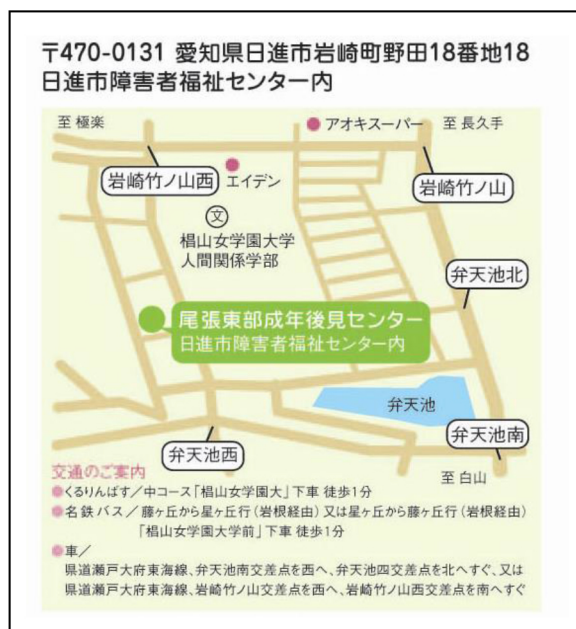 〒470-0131 愛知県日進市岩崎町野田18番地18
日進市障害者福祉センター内
至 極楽
アオキスーパー
至 長久手
岩崎竹ノ山西
エイデン
岩崎竹ノ山
文
椙山女学園大学
人間関係学部
弁天池北
尾張東部成年後見センター
日進市障害者福祉センター内
弁天池
弁天池南
弁天池西
至 白山
交通のご案内
くるりんばす／中コース「椙山女学園大」下車 徒歩1分
名鉄バス／藤ヶ丘から星ヶ丘行(岩根経由)又は星ヶ丘から藤ヶ丘行(岩根経由)
「椙山女学園大学前」下車 徒歩1分
車／
県道瀬戸大府東海線、弁天池南交差点を西へ、弁天池四交差点を北へすぐ、又は
県道瀬戸大府東海線、岩崎竹ノ山交差点を西へ、岩崎竹ノ山西交差点を南へすぐ